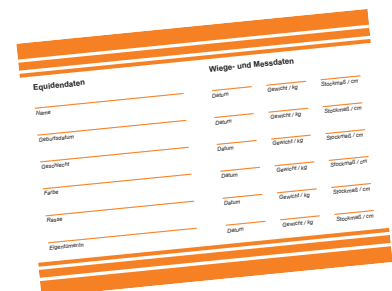 Equidendaten
Name
Geburtsdatum
Geschlecht
Farbe
Rasse
EigentümerIn
Wiege- und Messdaten
Datum Gewicht / kg Stockmaß / cm
Datum Gewicht / kg Stockmaß / cm
Datum Gewicht / kg Stockmaß / cm
Datum Gewicht / kg Stockmaß / cm
Datum Gewicht / kg Stockmaß / cm
Datum Gewicht / kg Stockmaß / cm